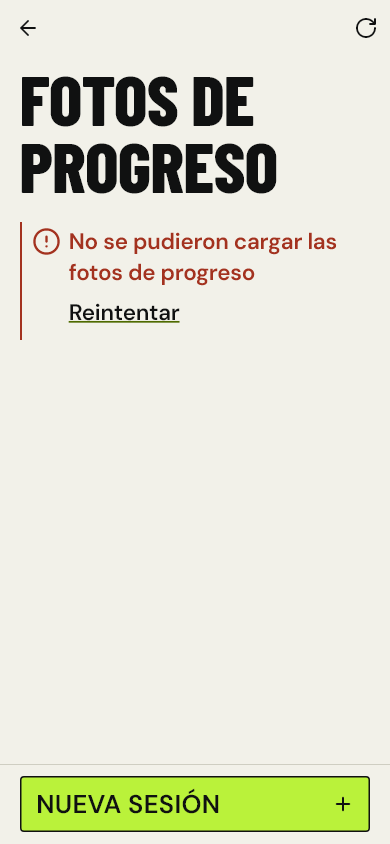 FOTOS DE
PROGRESO
No se pudieron cargar las
fotos de progreso
Reintentar
NUEVA SESIÓN +